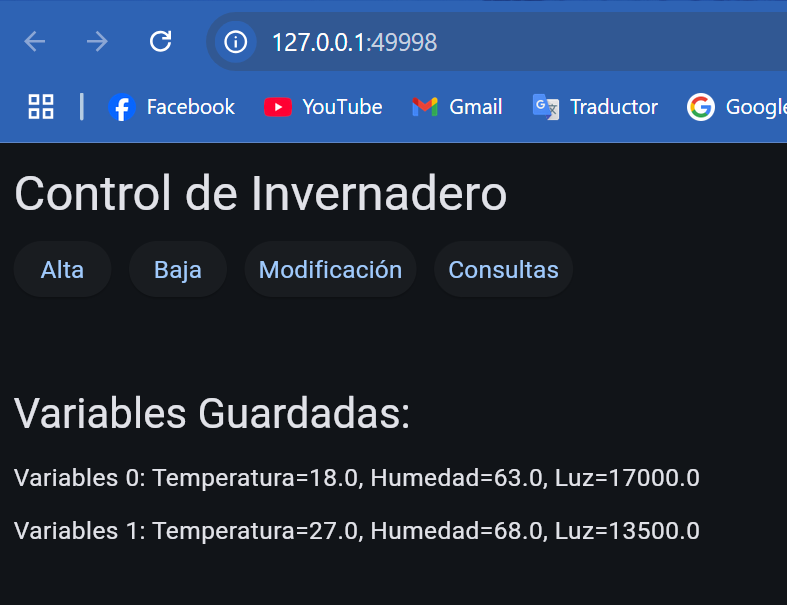 127.0.0.1:49998
Facebook YouTube Gmail Traductor Google
Control de Invernadero
Alta Baja Modificación Consultas
Variables Guardadas:
Variables 0: Temperatura=18.0, Humedad=63.0, Luz=17000.0
Variables 1: Temperatura=27.0, Humedad=68.0, Luz=13500.0